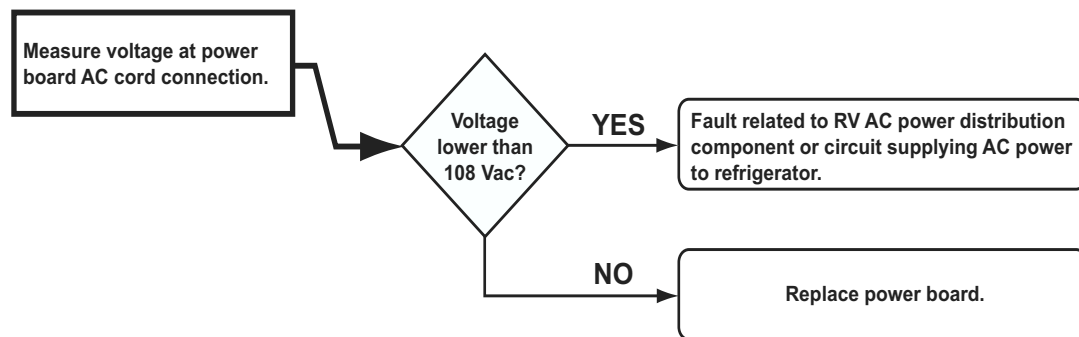 Measure voltage at power
board AC cord connection.
Voltage
lower than
108 Vac?
YES
Fault related to RV AC power distribution
component or circuit supplying AC power
to refrigerator.
NO
Replace power board.